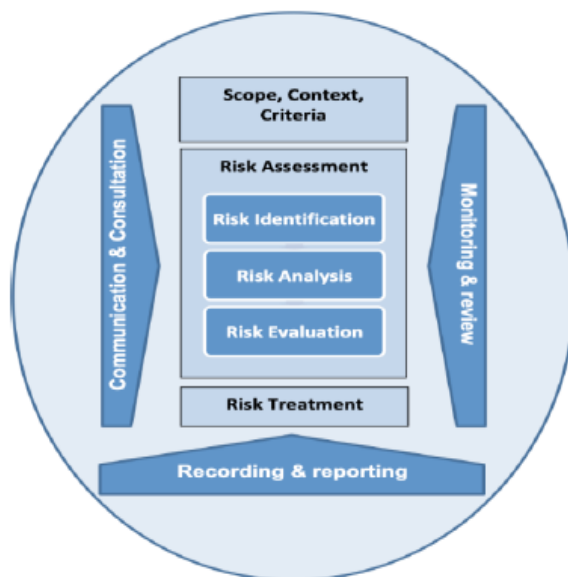 Scope, Context,
Criteria
Risk Assessment
Risk Identification
Risk Analysis
Risk Evaluation
Risk Treatment
Communication & Consultation
Monitoring & review
Recording & reporting